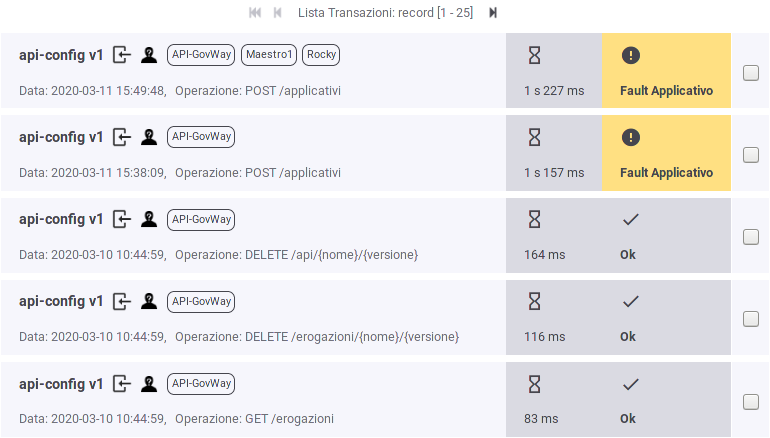 Lista Transazioni: record [1 - 25]
api-config v1 API-GovWay Maestro1 Rocky
Data: 2020-03-11 15:49:48, Operazione: POST /applicativi 1 s 227 ms Fault Applicativo
api-config v1 API-GovWay
Data: 2020-03-11 15:38:09, Operazione: POST /applicativi 1 s 157 ms Fault Applicativo
api-config v1 API-GovWay
Data: 2020-03-10 10:44:59, Operazione: DELETE /api/{nome}/{versione} 164 ms Ok
api-config v1 API-GovWay
Data: 2020-03-10 10:44:59, Operazione: DELETE /erogazioni/{nome}/{versione} 116 ms Ok
api-config v1 API-GovWay
Data: 2020-03-10 10:44:59, Operazione: GET /erogazioni 83 ms Ok